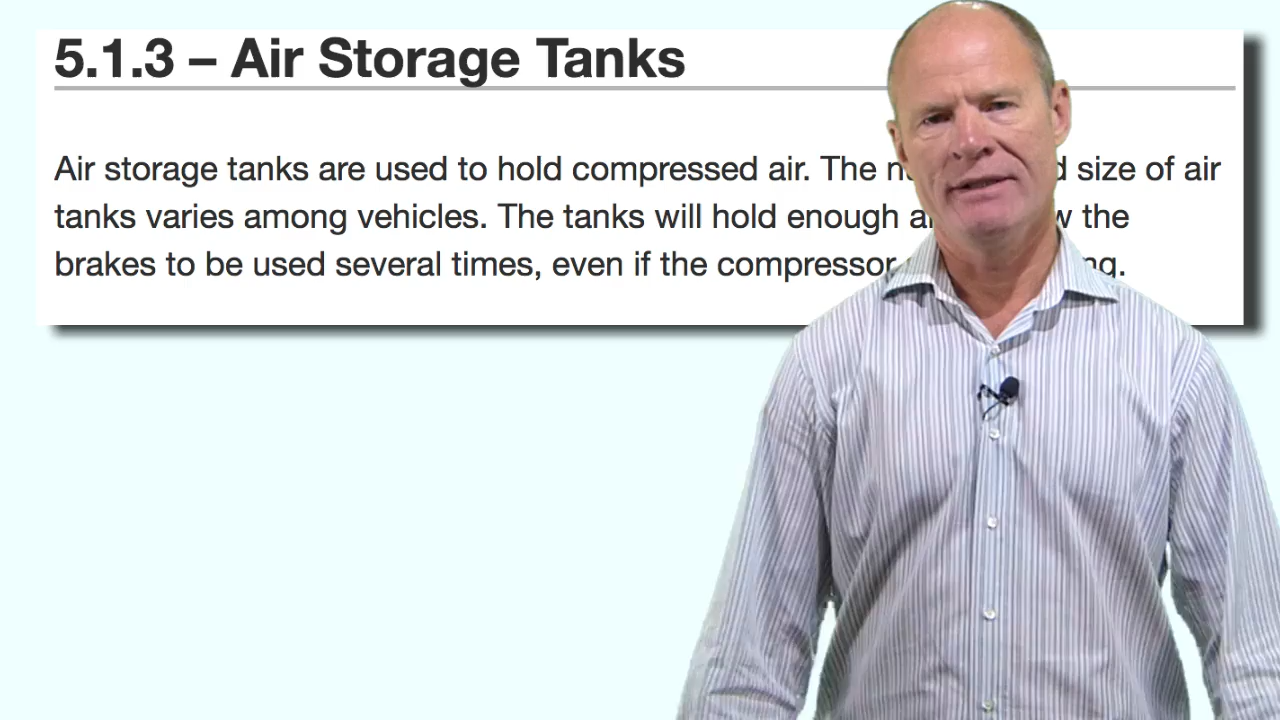 5.1.3 – Air Storage Tanks
Air storage tanks are used to hold compressed air. The size of air
tanks varies among vehicles. The tanks will hold enough the
brakes to be used several times, even if the compressor